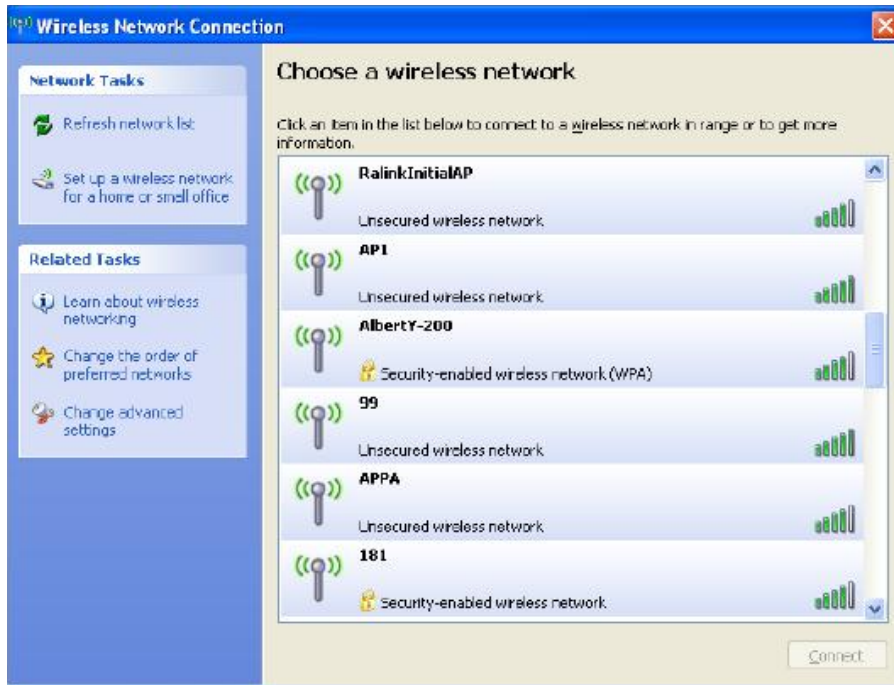 Wireless Network Connection
Network Tasks
Refresh network list
Set up a wireless network
for a home or small office
Related Tasks
Learn about wireless
networking
Change the order of
preferred networks
Change advanced
settings
Choose a wireless network
Click an item in the list below to connect to a wireless network in range or to get more
information.
RalinkInitialAP
Unsecured wireless network
AP1
Unsecured wireless network
AlbertY-200
Security-enabled wireless network (WPA)
99
Unsecured wireless network
APPA
Unsecured wireless network
181
Security-enabled wireless network
Connect